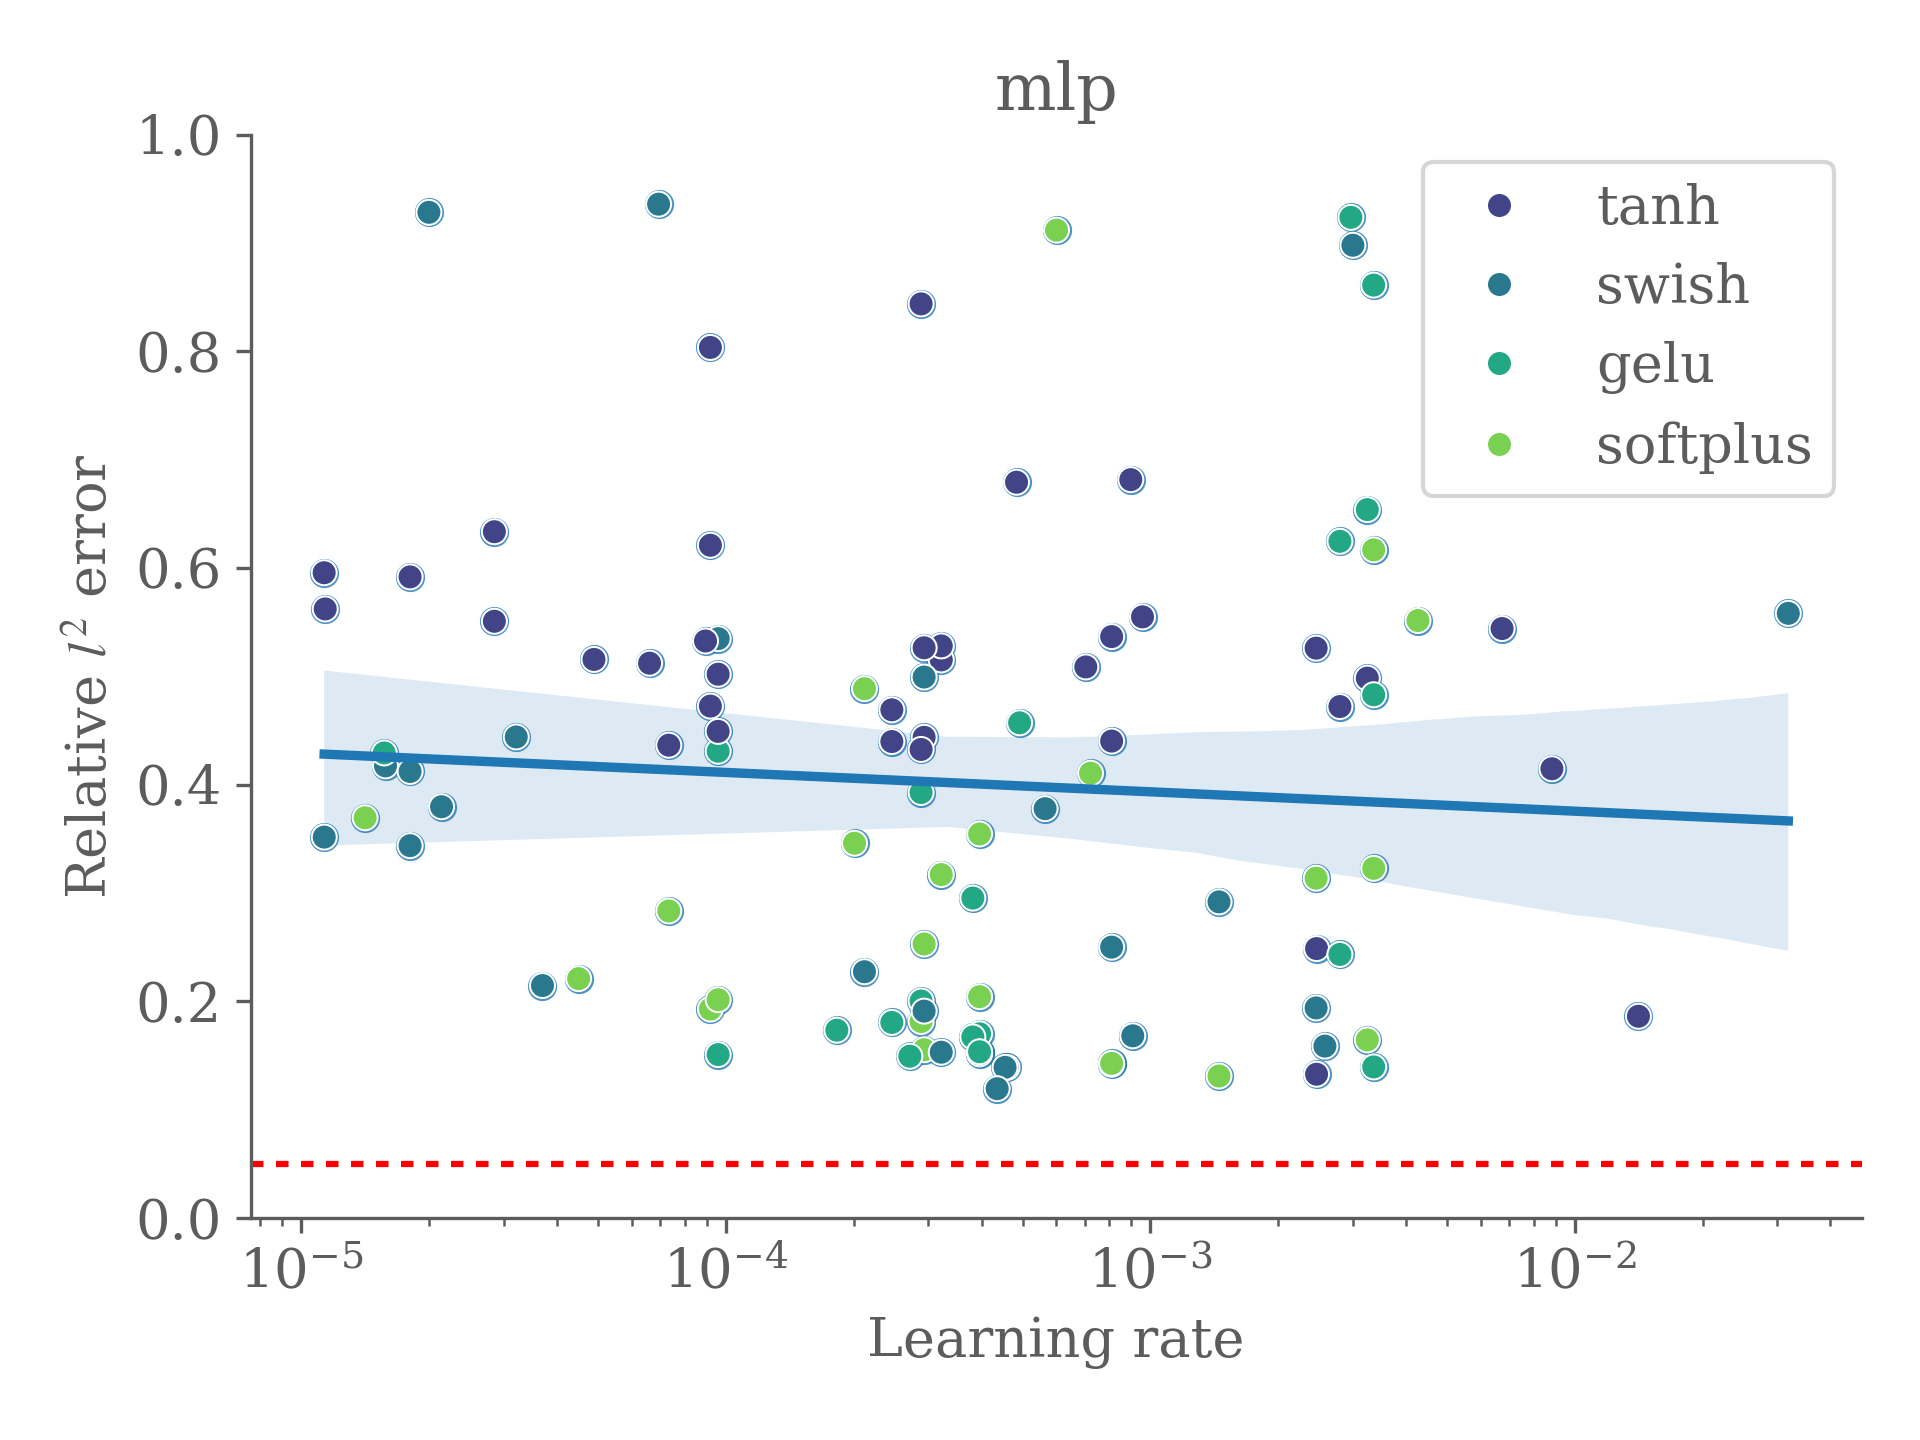 mlp
1.0
0.8
0.6
0.4
0.2
0.0
Relative l² error
tanh
swish
gelu
softplus
10⁻⁵ 10⁻⁴ 10⁻³ 10⁻²
Learning rate